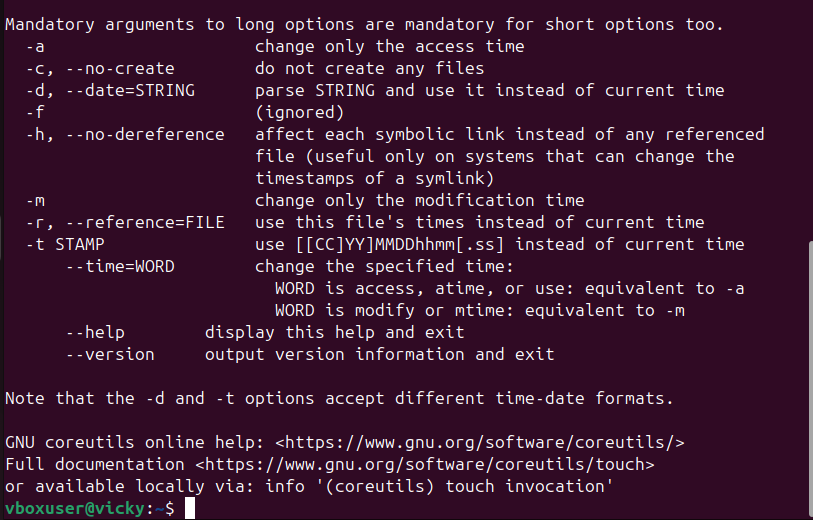 Mandatory arguments to long options are mandatory for short options too.
  -a                     change only the access time
  -c, --no-create        do not create any files
  -d, --date=STRING      parse STRING and use it instead of current time
  -f                     (ignored)
  -h, --no-dereference   affect each symbolic link instead of any referenced
                         file (useful only on systems that can change the
                         timestamps of a symlink)
  -m                     change only the modification time
  -r, --reference=FILE   use this file's times instead of current time
  -t STAMP               use [[CC]YY]MMDDhhmm[.ss] instead of current time
      --time=WORD        change the specified time:
                           WORD is access, atime, or use: equivalent to -a
                           WORD is modify or mtime: equivalent to -m
      --help        display this help and exit
      --version     output version information and exit

Note that the -d and -t options accept different time-date formats.

GNU coreutils online help: <https://www.gnu.org/software/coreutils/>
Full documentation <https://www.gnu.org/software/coreutils/touch>
or available locally via: info '(coreutils) touch invocation'
vboxuser@vicky:~$